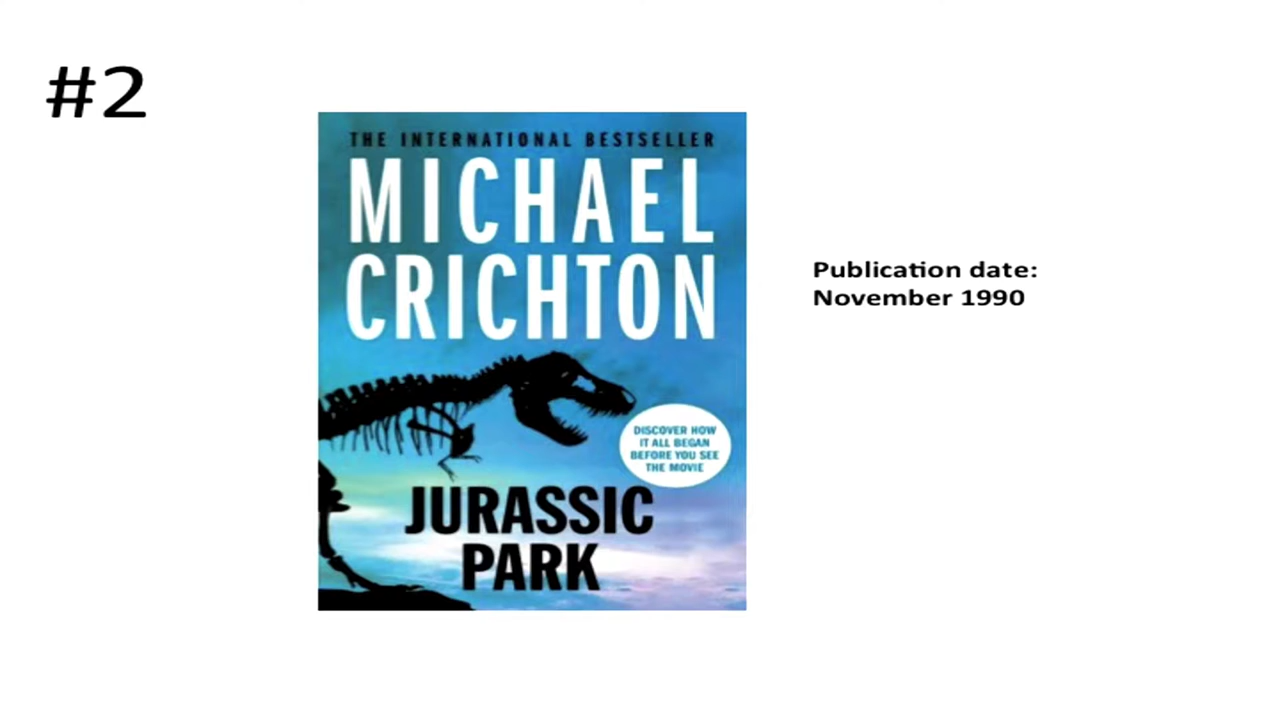 #2
THE INTERNATIONAL BESTSELLER
MICHAEL
CRICHTON
DISCOVER HOW
IT ALL BEGAN
BEFORE YOU SEE
THE MOVIE
JURASSIC
PARK
Publication date:
November 1990